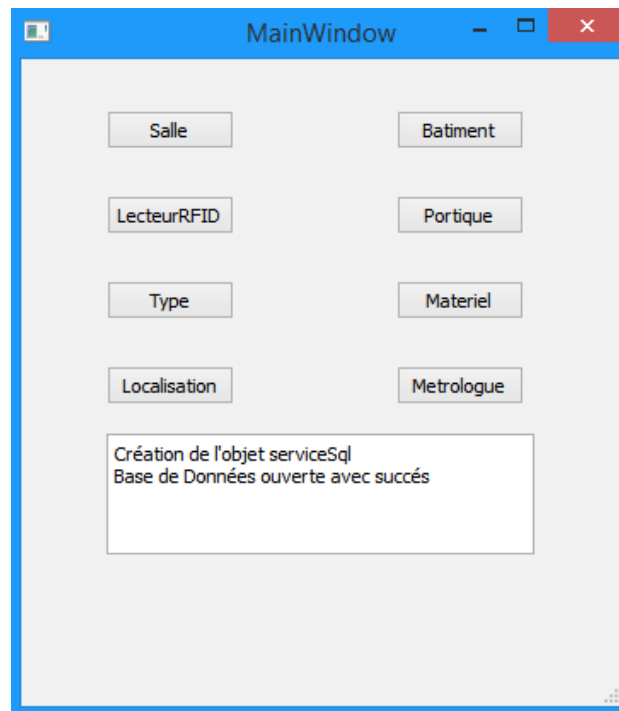 MainWindow
Salle Batiment
LecteurRFID Portique
Type Materiel
Localisation Metrologue
Création de l'objet serviceSql
Base de Données ouverte avec succés